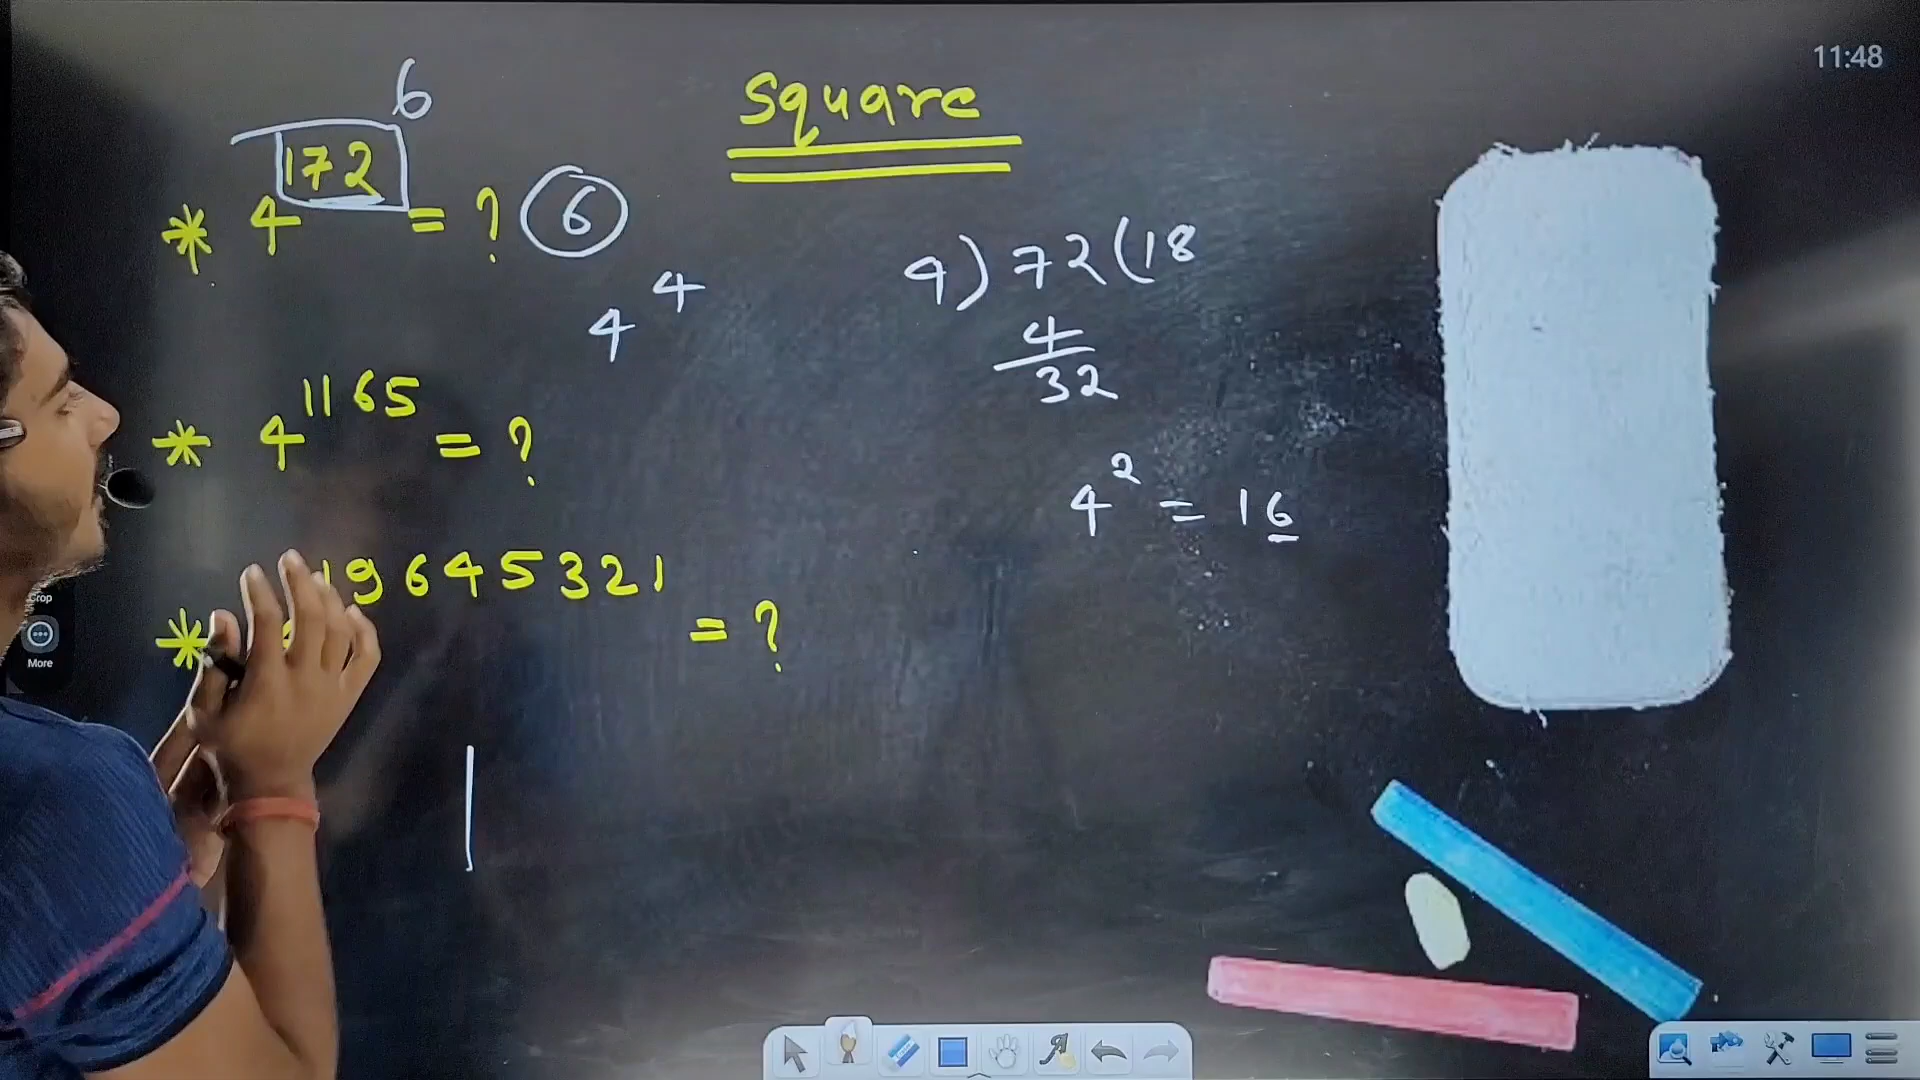 11:48
square
6
* 4^172 = ? 6
4^4
4)72(18
4
32
* 4^1165 = ?
4^2 = 16
* 19645321 = ?
Crop
More